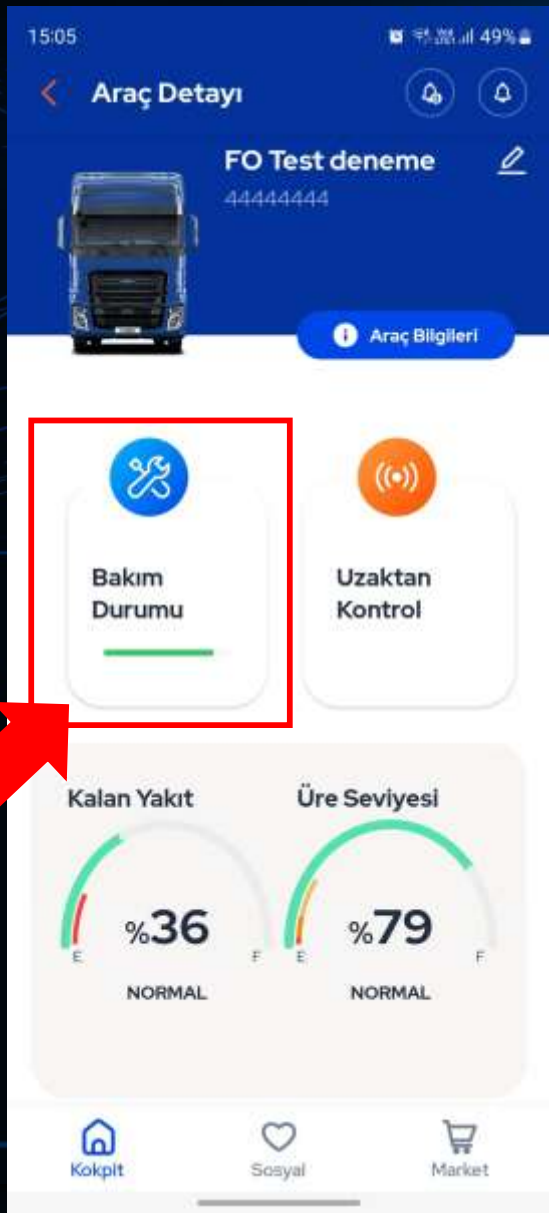 15:05
49%
Araç Detayı
FO Test deneme
44444444
Araç Bilgileri
Bakım
Durumu
Uzaktan
Kontrol
Kalan Yakıt
Üre Seviyesi
%36
%79
E
F
E
F
NORMAL
NORMAL
Kokpit
Sosyal
Market